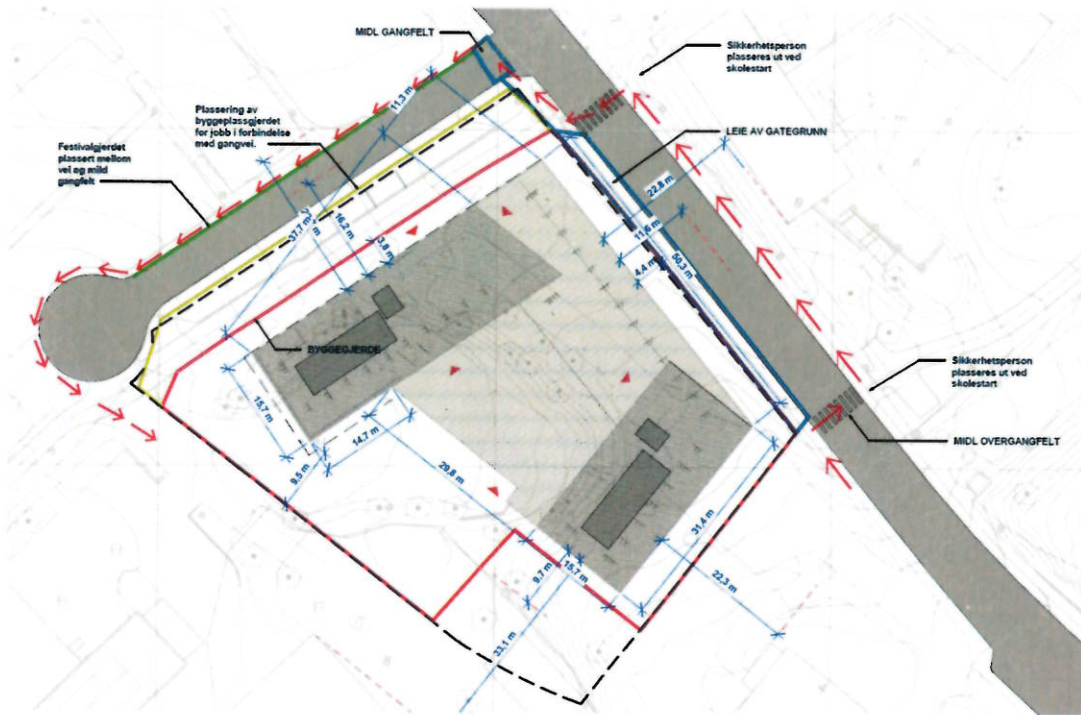 MIDL GANGFELT
Sikkerhetsperson
plasseres ut ved
skolestart
Plassering av
byggeplassgjerdet
for jobb i forbindelse
med gangvei.
11,3 m
LEIE AV GATEGRUNN
Festivalgjerdet
plassert mellom
vei og mild
gangfelt
22,8 m
37,7 m
16,2 m
3,8 m
11,6 m
4,4 m
50,3 m
BYGGEGJERDE
Sikkerhetsperson
plasseres ut ved
skolestart
15,7 m
14,7 m
MIDL OVERGANGFELT
9,5 m
29,8 m
31,4 m
9,7 m
15,7 m
22,3 m
33,1 m